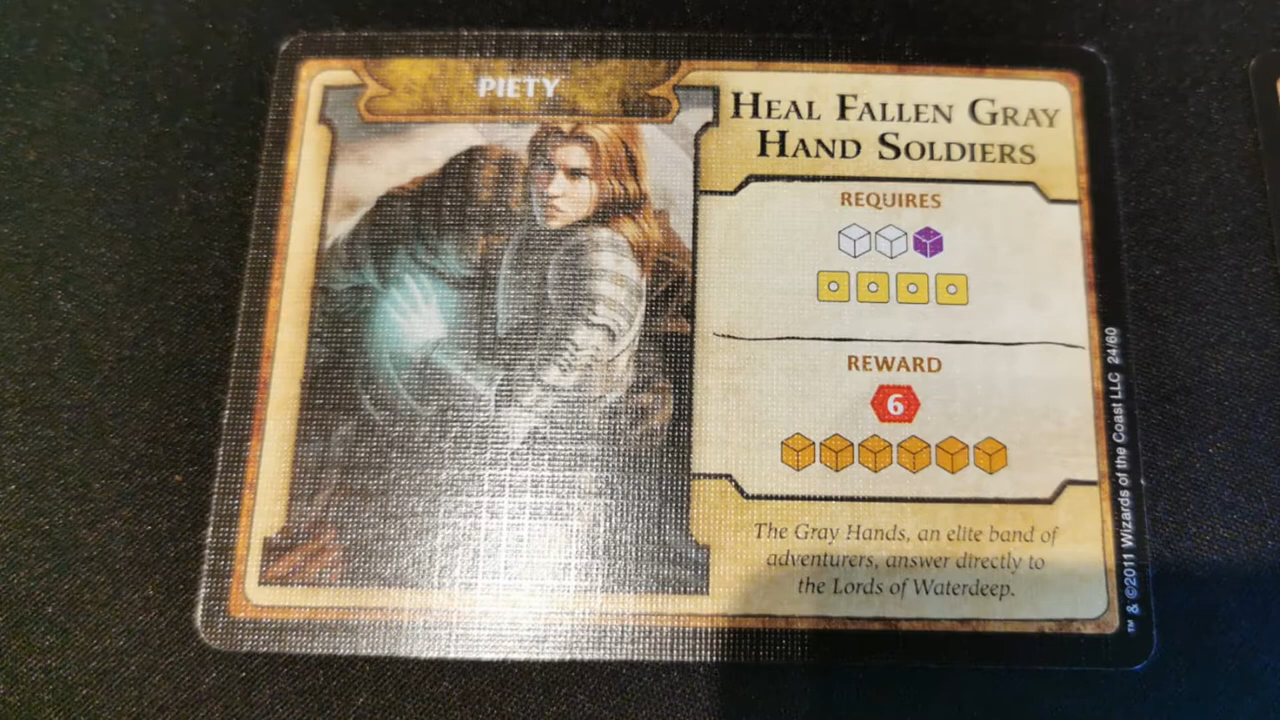 PIETY
HEAL FALLEN GRAY
HAND SOLDIERS
REQUIRES
REWARD
6
The Gray Hands, an elite band of
adventurers, answer directly to
the Lords of Waterdeep.
™ & ©2011 Wizards of the Coast LLC 24/60